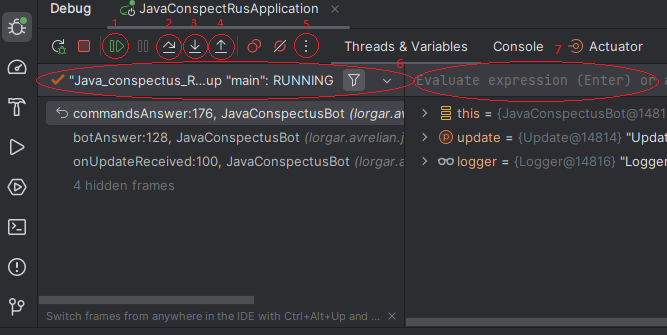 Debug JavaConspectRusApplication
1 2 3 4 5
Threads & Variables Console 7 Actuator
6
"Java_conspectus_R...up "main": RUNNING
Evaluate expression (Enter) or a
commandsAnswer:176, JavaConspectusBot (lorgar.avrelian.
this = {JavaConspectusBot@1481
botAnswer:128, JavaConspectusBot (lorgar.avrelian.j
p update = {Update@14814} "Updat
onUpdateReceived:100, JavaConspectusBot (lorga
logger = {Logger@14816} "Logger
4 hidden frames
Switch frames from anywhere in the IDE with Ctrl+Alt+Up and ...